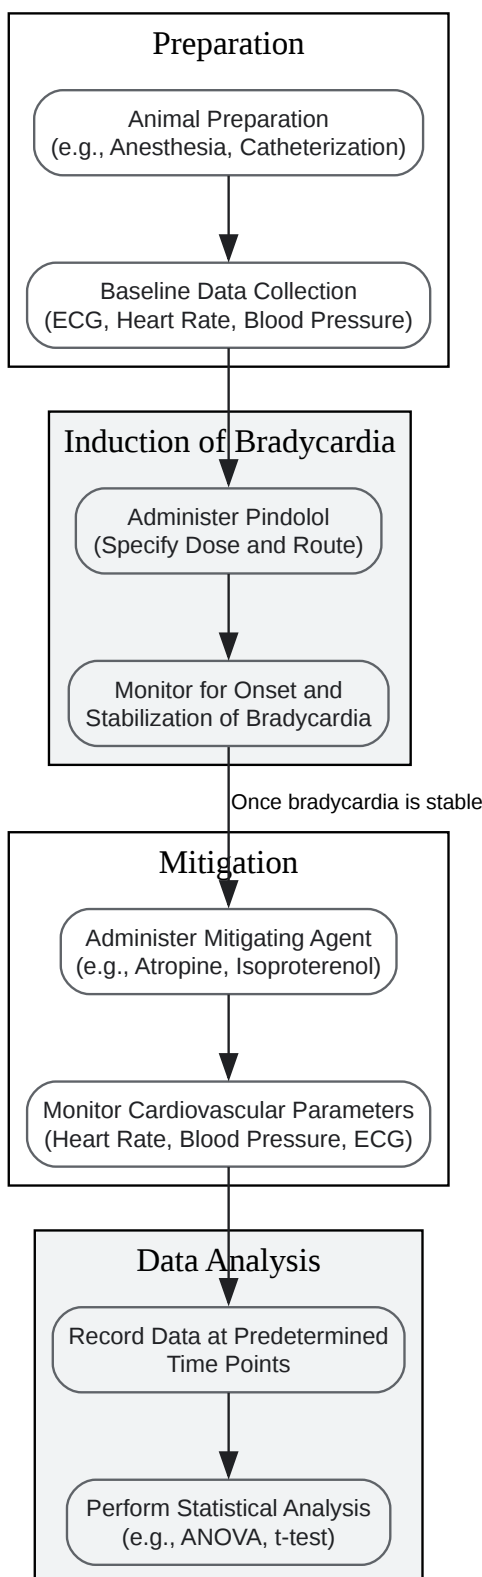 Preparation
Animal Preparation
(e.g., Anesthesia, Catheterization)
Baseline Data Collection
(ECG, Heart Rate, Blood Pressure)
Induction of Bradycardia
Administer Pindolol
(Specify Dose and Route)
Monitor for Onset and
Stabilization of Bradycardia
Once bradycardia is stable
Mitigation
Administer Mitigating Agent
(e.g., Atropine, Isoproterenol)
Monitor Cardiovascular Parameters
(Heart Rate, Blood Pressure, ECG)
Data Analysis
Record Data at Predetermined
Time Points
Perform Statistical Analysis
(e.g., ANOVA, t-test)